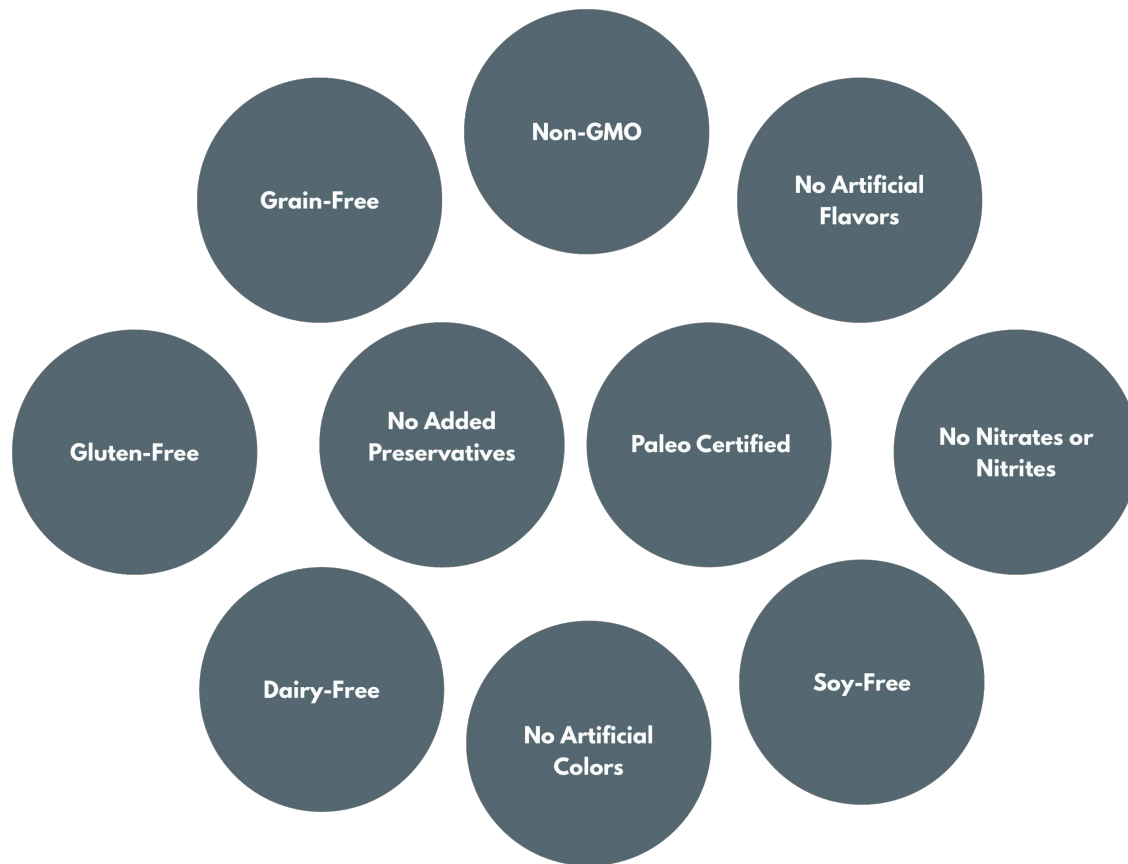 Non-GMO
Grain-Free
No Artificial
Flavors
Gluten-Free
No Added
Preservatives
Paleo Certified
No Nitrates or
Nitrites
Dairy-Free
Soy-Free
No Artificial
Colors